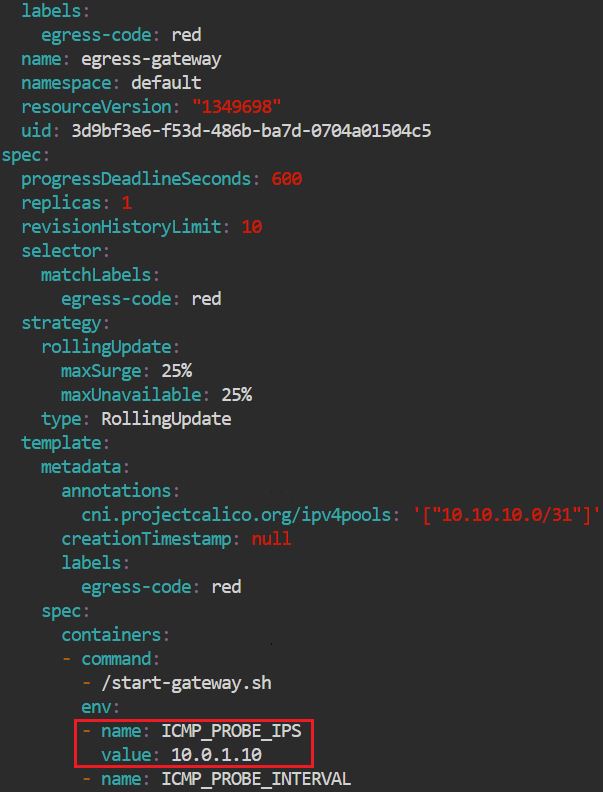 labels:
egress-code: red
name: egress-gateway
namespace: default
resourceVersion: "1349698"
uid: 3d9bf3e6-f53d-486b-ba7d-0704a01504c5
spec:
progressDeadlineSeconds: 600
replicas: 1
revisionHistoryLimit: 10
selector:
matchLabels:
egress-code: red
strategy:
rollingUpdate:
maxSurge: 25%
maxUnavailable: 25%
type: RollingUpdate
template:
metadata:
annotations:
cni.projectcalico.org/ipv4pools: '["10.10.10.0/31"]'
creationTimestamp: null
labels:
egress-code: red
spec:
containers:
- command:
- /start-gateway.sh
env:
- name: ICMP_PROBE_IPS
value: 10.0.1.10
- name: ICMP_PROBE_INTERVAL